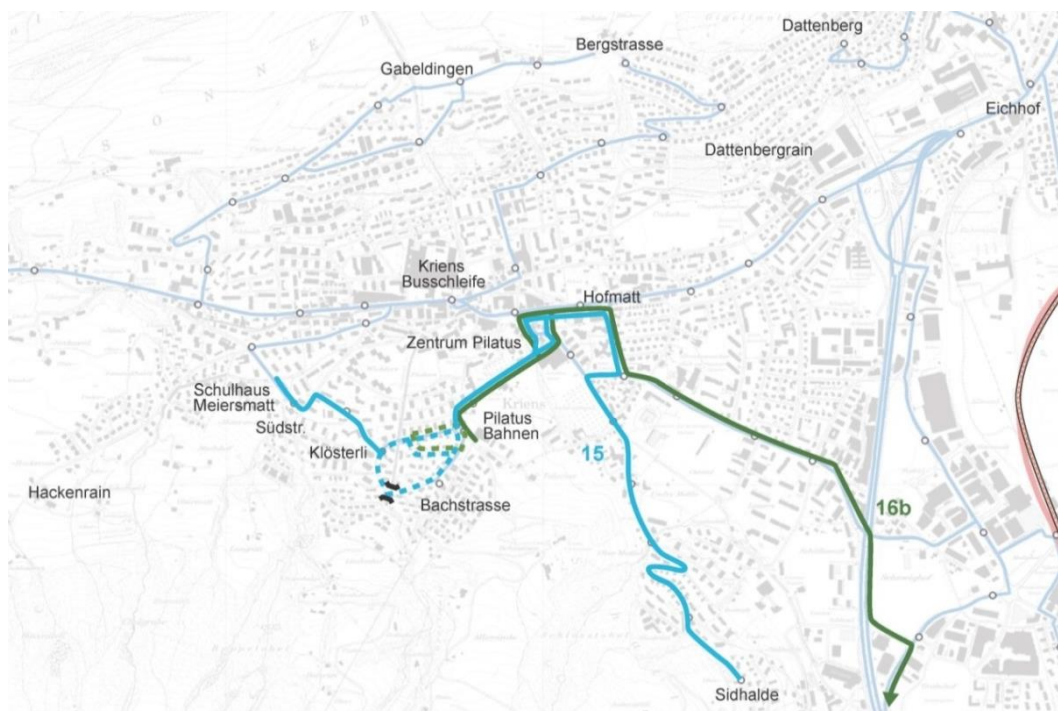 Dattenberg
Bergstrasse
Gabeldingen
Eichhof
Dattenbergrain
Kriens
Busschleife
Hofmatt
Zentrum Pilatus
Schulhaus
Meiersmatt
Südstr.
Kriens
Pilatus
Bahnen
Klösterli
15
Hackenrain
Bachstrasse
16b
Sidhalde